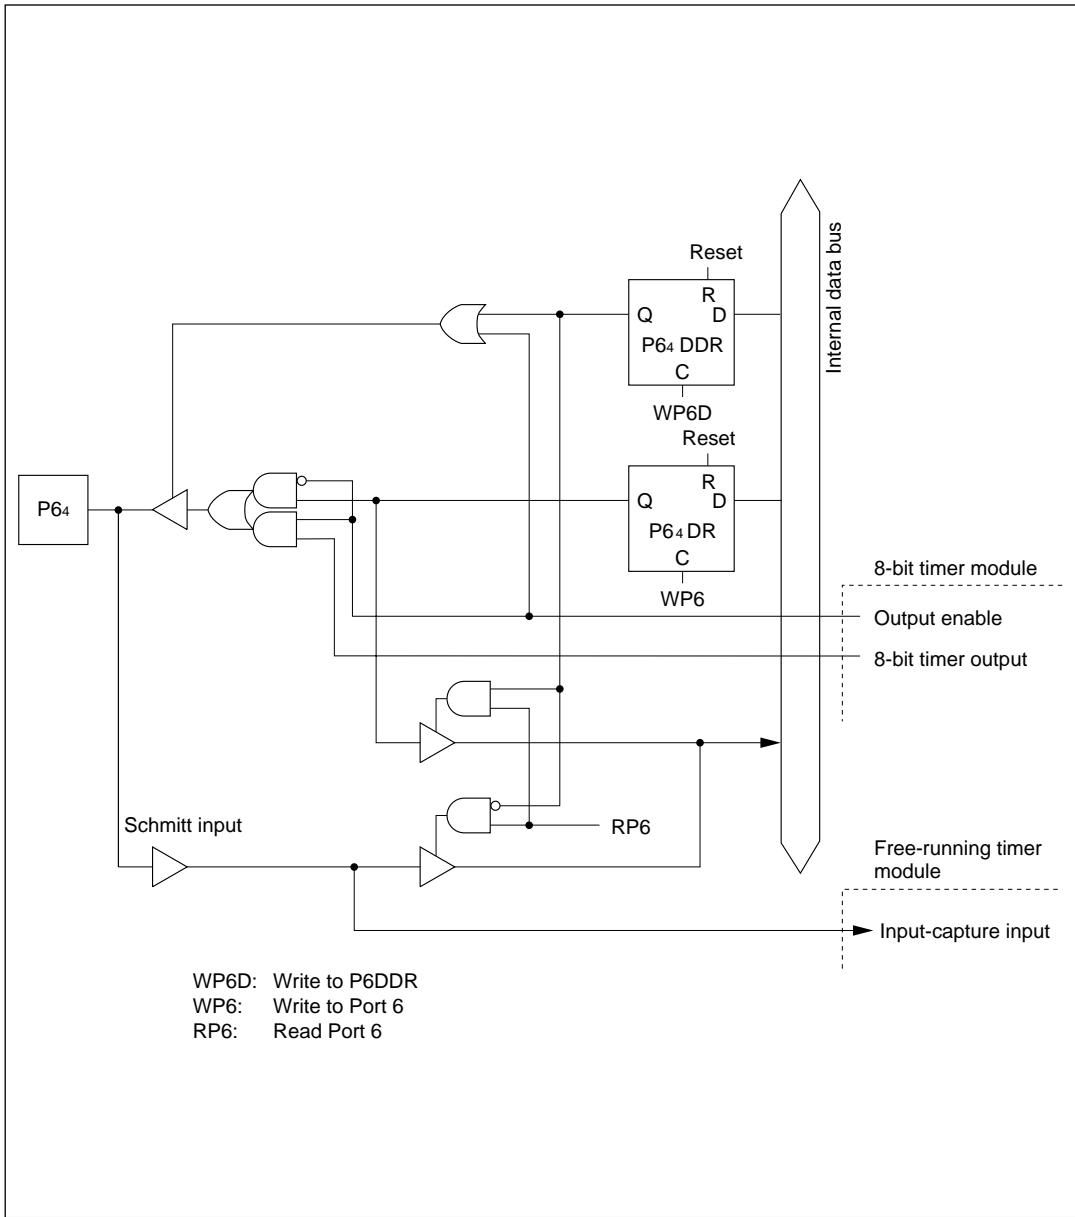 Reset
R
Q D
P64 DDR
C
WP6D
Reset
R
Q D
P64 DR
C
WP6
Internal data bus
P64
8-bit timer module
Output enable
8-bit timer output
RP6
Schmitt input
Free-running timer
module
Input-capture input
WP6D: Write to P6DDR
WP6: Write to Port 6
RP6: Read Port 6